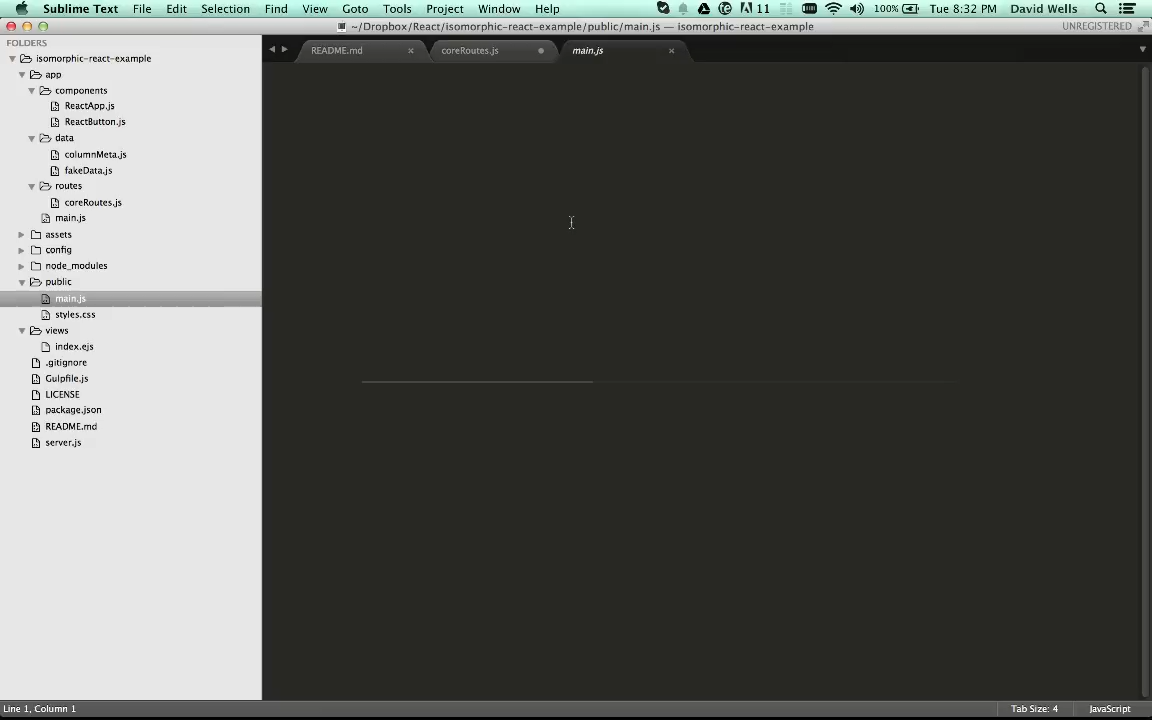 Sublime Text File Edit Selection Find View Goto Tools Project Window Help 11 100% Tue 8:32 PM David Wells
~/Dropbox/React/isomorphic-react-example/public/main.js — isomorphic-react-example UNREGISTERED
FOLDERS
isomorphic-react-example
app
components
ReactApp.js
ReactButton.js
data
columnMeta.js
fakeData.js
routes
coreRoutes.js
main.js
assets
config
node_modules
public
main.js
styles.css
views
index.ejs
.gitignore
Gulpfile.js
LICENSE
package.json
README.md
server.js
README.md coreRoutes.js main.js
Line 1, Column 1 Tab Size: 4 JavaScript